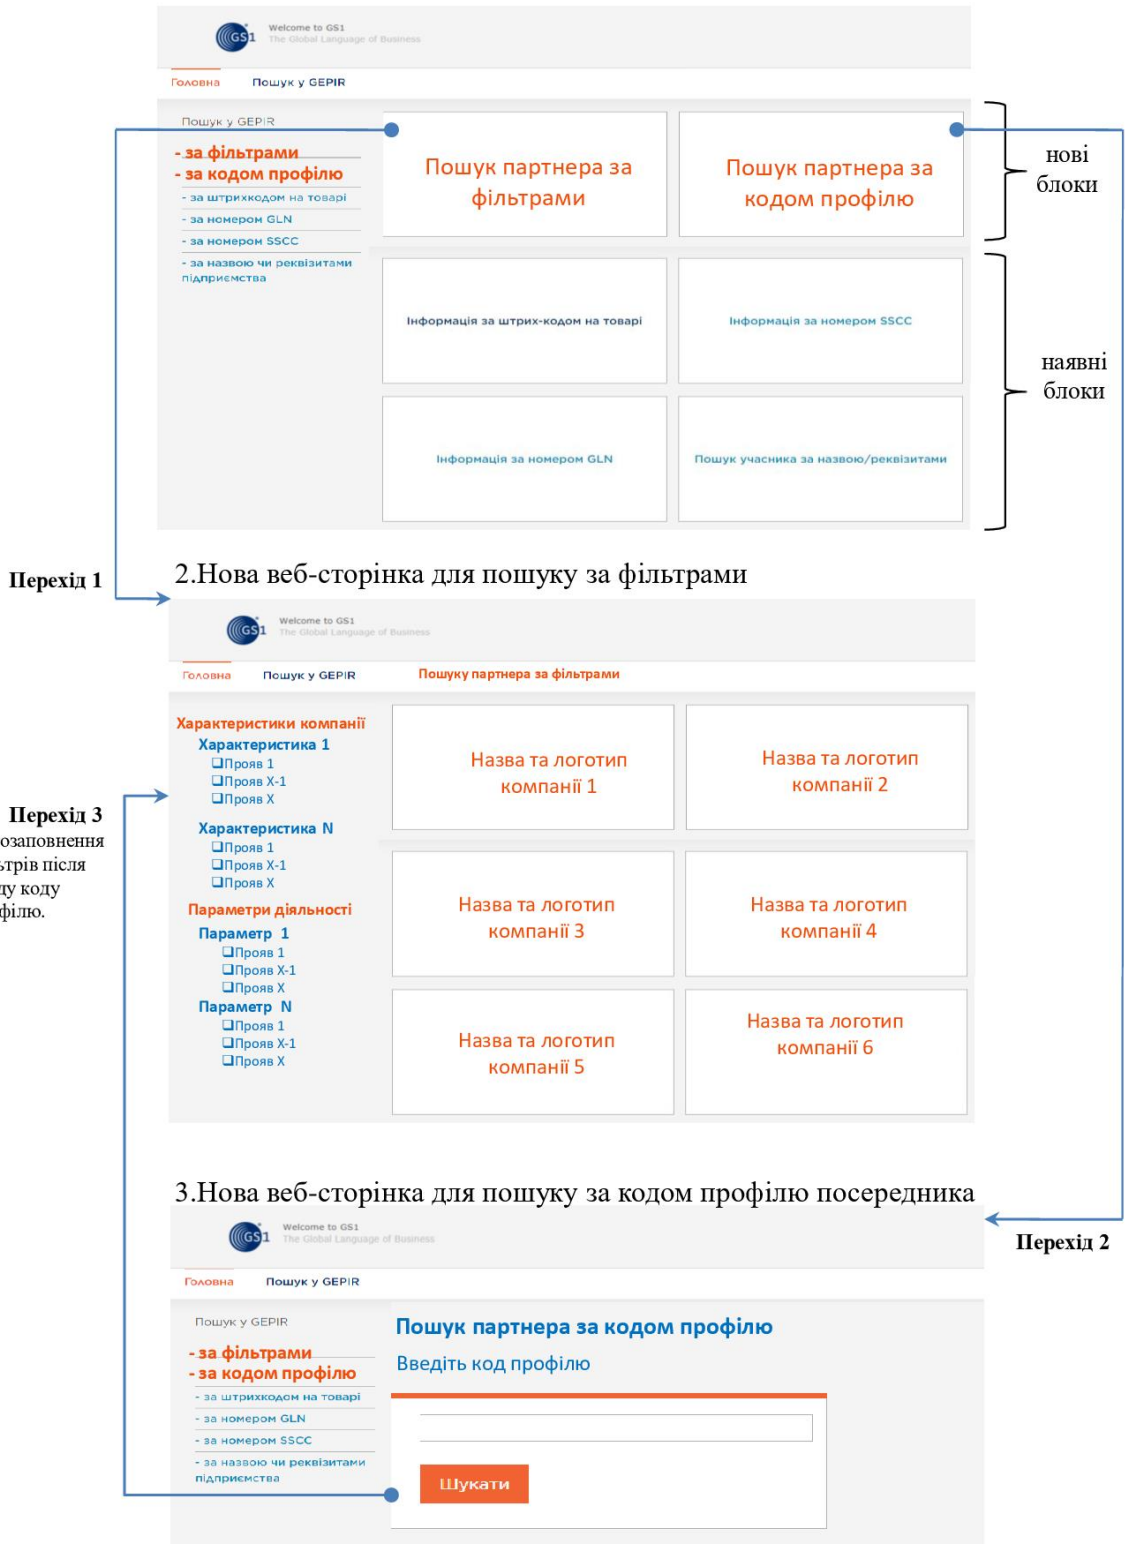 GS1
Welcome to GS1
The Global Language of Business
Головна Пошук у GEPIR
Пошук у GEPIR
- за фільтрами
- за кодом профілю
- за штрихкодом на товарі
- за номером GLN
- за номером SSCC
- за назвою чи реквізитами
підприємства
Пошук партнера за
фільтрами
Пошук партнера за
кодом профілю
нові
блоки
Інформація за штрих-кодом на товарі
Інформація за номером SSCC
Інформація за номером GLN
Пошук учасника за назвою/реквізитами
наявні
блоки
Перехід 1
2.Нова веб-сторінка для пошуку за фільтрами
GS1
Welcome to GS1
The Global Language of Business
Головна Пошук у GEPIR Пошуку партнера за фільтрами
Характеристики компанії
Характеристика 1
❑Прояв 1
❑Прояв X-1
❑Прояв X
Характеристика N
❑Прояв 1
❑Прояв X-1
❑Прояв X
Параметри діяльності
Параметр 1
❑Прояв 1
❑Прояв X-1
❑Прояв X
Параметр N
❑Прояв 1
❑Прояв X-1
❑Прояв X
Назва та логотип
компанії 1
Назва та логотип
компанії 2
Назва та логотип
компанії 3
Назва та логотип
компанії 4
Назва та логотип
компанії 5
Назва та логотип
компанії 6
Перехід 3
після
коду
3.Нова веб-сторінка для пошуку за кодом профілю посередника
GS1
Welcome to GS1
The Global Language of Business
Перехід 2
Головна Пошук у GEPIR
Пошук у GEPIR
- за фільтрами
- за кодом профілю
- за штрихкодом на товарі
- за номером GLN
- за номером SSCC
- за назвою чи реквізитами
підприємства
Пошук партнера за кодом профілю
Введіть код профілю
Шукати